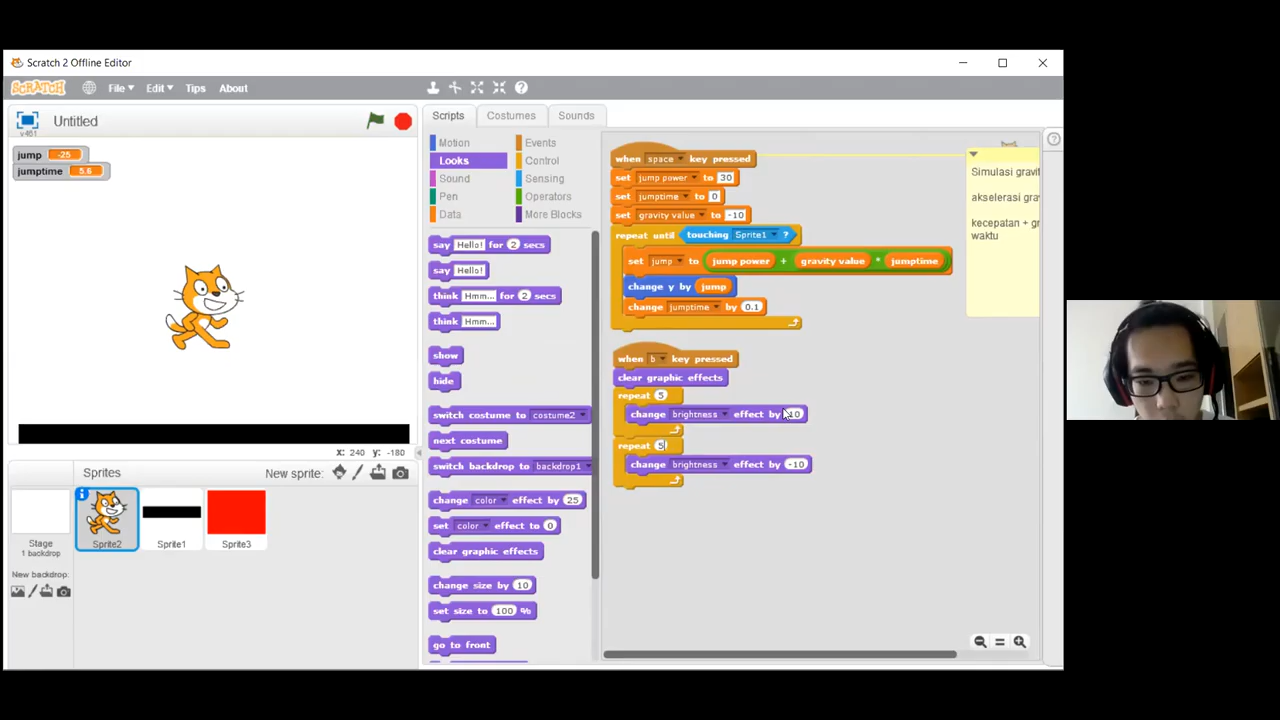 Scratch 2 Offline Editor
SCRATCH File Edit Tips About
v461
Untitled
jump -25
jumptime 5.6
x: 240 y: -180
Sprites New sprite:
Stage
1 backdrop
Sprite2
Sprite1
Sprite3
New backdrop:
Scripts Costumes Sounds
Motion Events
Looks Control
Sound Sensing
Pen Operators
Data More Blocks
say Hello! for 2 secs
say Hello!
think Hmm... for 2 secs
think Hmm...
show
hide
switch costume to costume2
next costume
switch backdrop to backdrop1
change color effect by 25
set color effect to 0
clear graphic effects
change size by 10
set size to 100 %
go to front
when space key pressed
set jump power to 30
set jumptime to 0
set gravity value to -10
repeat until touching Sprite1 ?
set jump to jump power + gravity value * jumptime
change y by jump
change jumptime by 0.1
when b key pressed
clear graphic effects
repeat 5
change brightness effect by 10
repeat 5
change brightness effect by -10
Simulasi gravit
akselerasi gra
kecepatan + gr
waktu